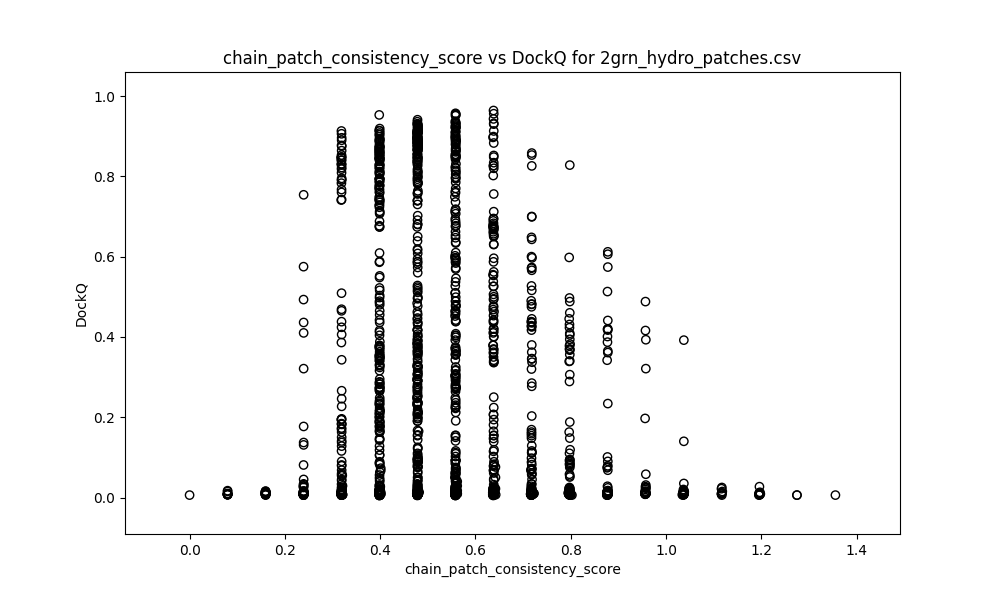 chain_patch_consistency_score vs DockQ for 2grn_hydro_patches.csv
1.0
0.8
0.6
0.4
0.2
0.0
DockQ
0.0 0.2 0.4 0.6 0.8 1.0 1.2 1.4
chain_patch_consistency_score